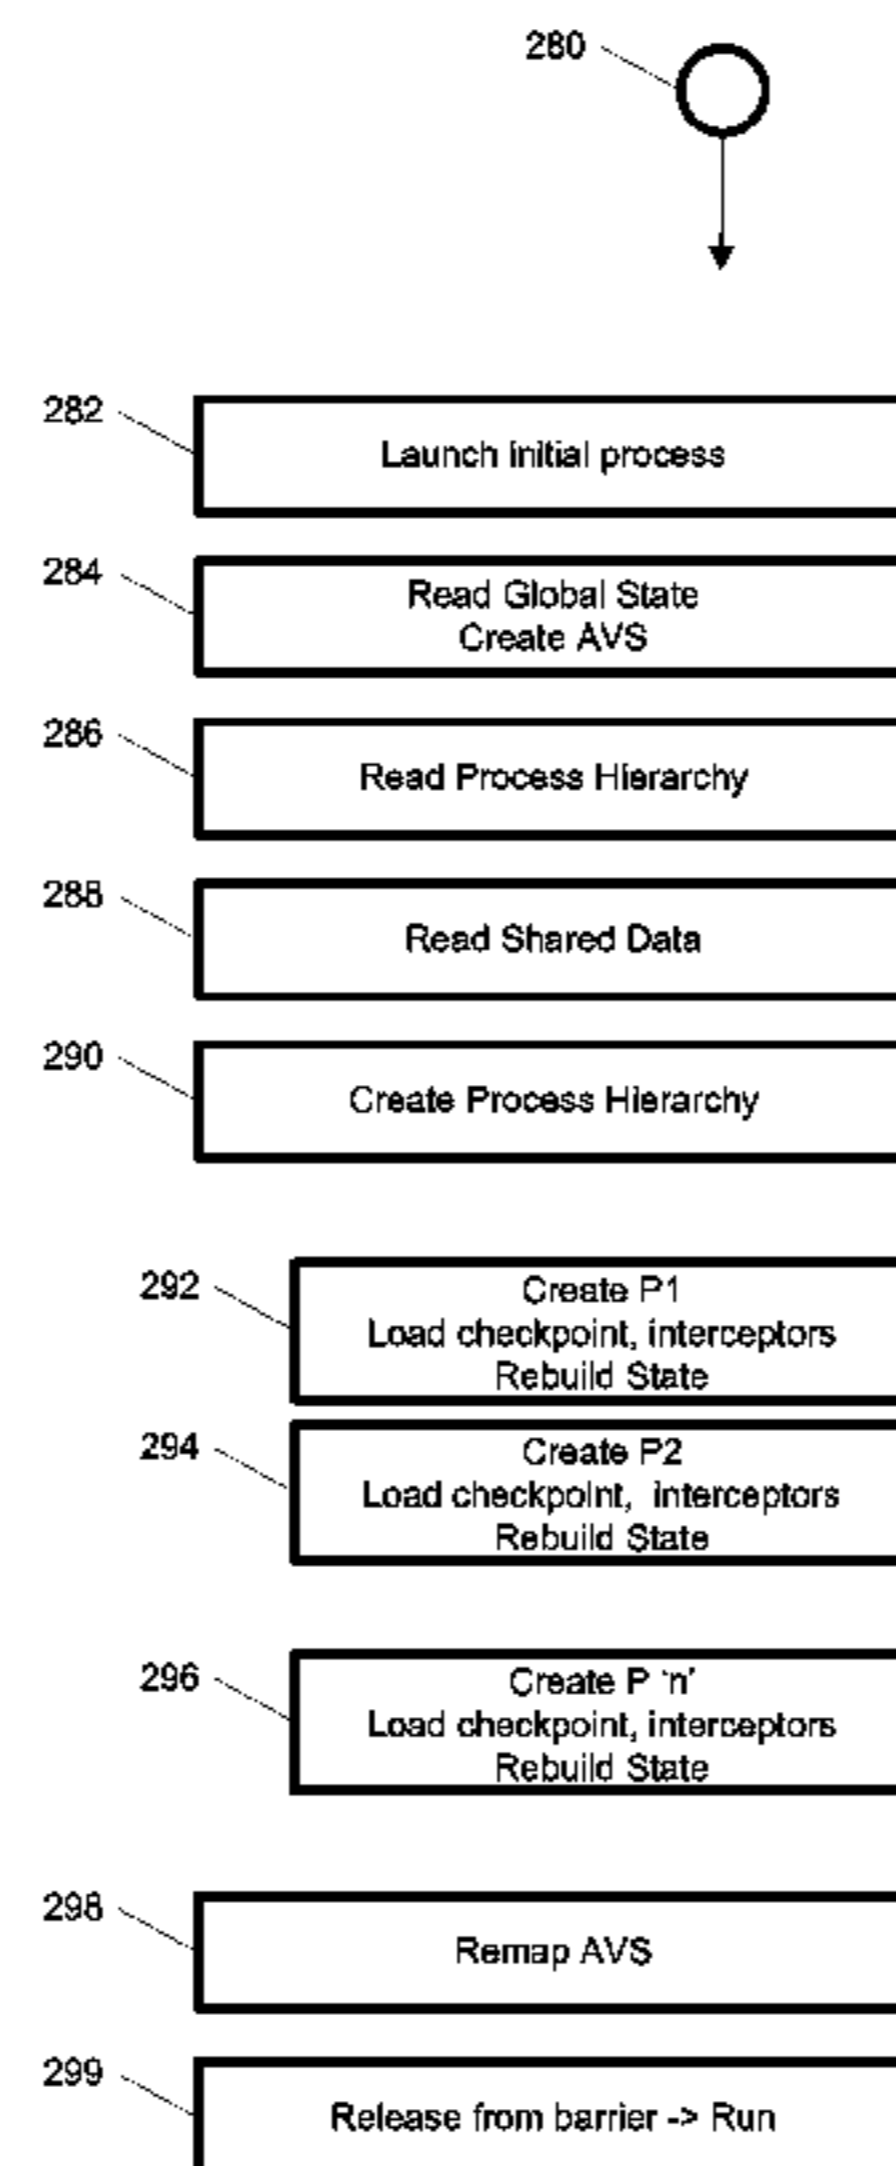 280
282
Launch initial process
284
Read Global State
Create AVS
286
Read Process Hierarchy
288
Read Shared Data
290
Create Process Hierarchy
292
Create P1
Load checkpoint, interceptors
Rebuild State
294
Create P2
Load checkpoint, interceptors
Rebuild State
296
Create P 'n'
Load checkpoint, interceptors
Rebuild State
298
Remap AVS
299
Release from barrier -> Run